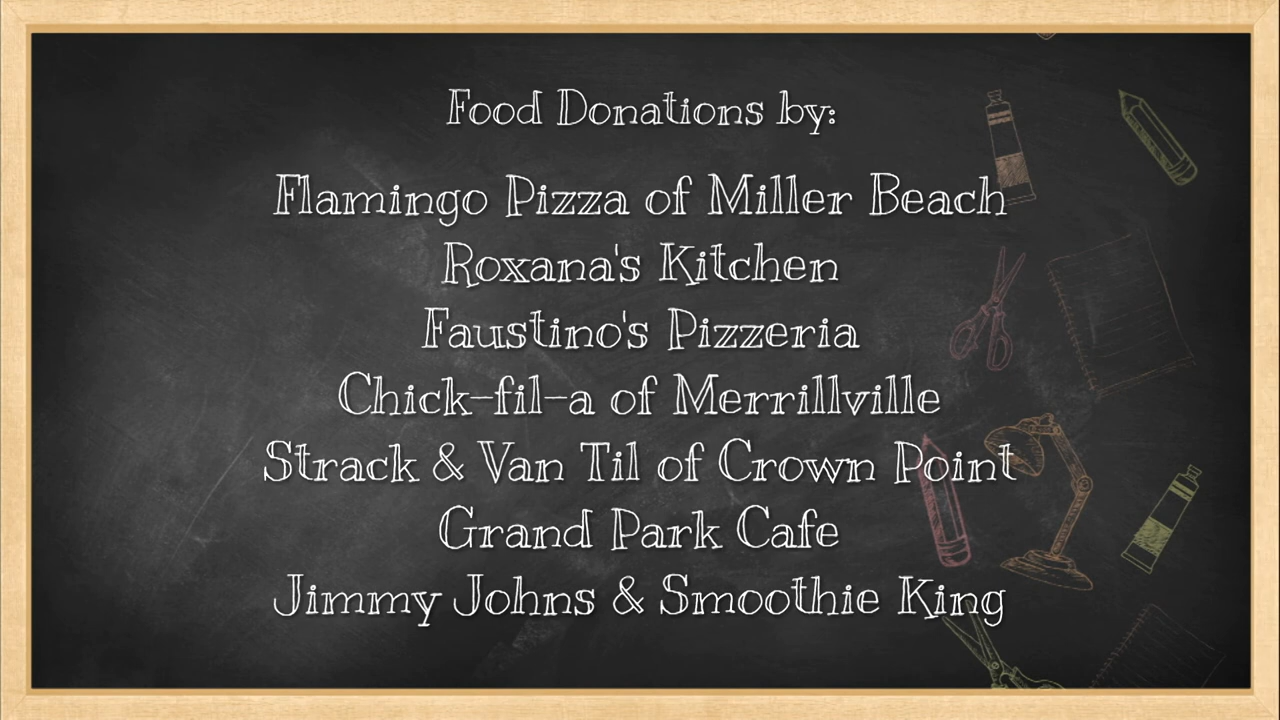 Food Donations by:
Flamingo Pizza of Miller Beach
Roxana's Kitchen
Faustino's Pizzeria
Chick-fil-a of Merrillville
Strack & Van Til of Crown Point
Grand Park Cafe
Jimmy Johns & Smoothie King